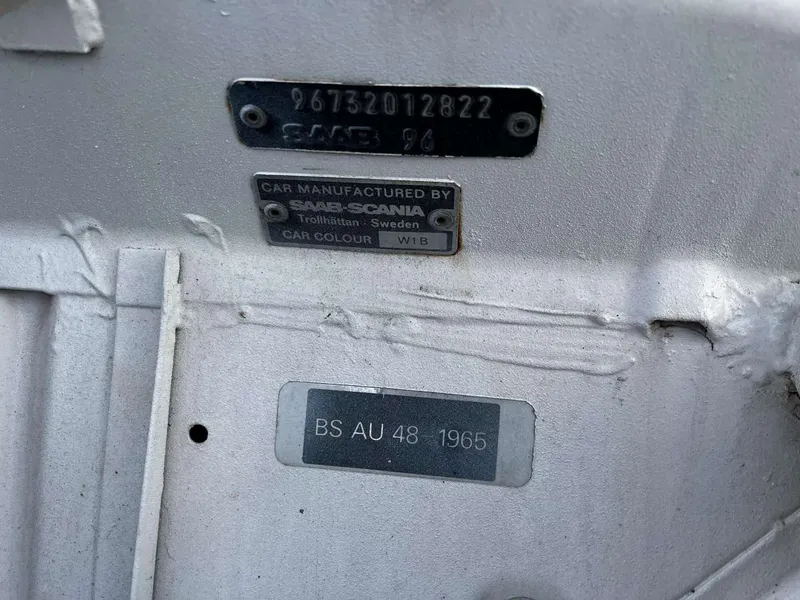 96732012822
SAAB 96
CAR MANUFACTURED BY
SAAB-SCANIA
Trollhättan Sweden
CAR COLOUR W1B
BS AU 48-1965